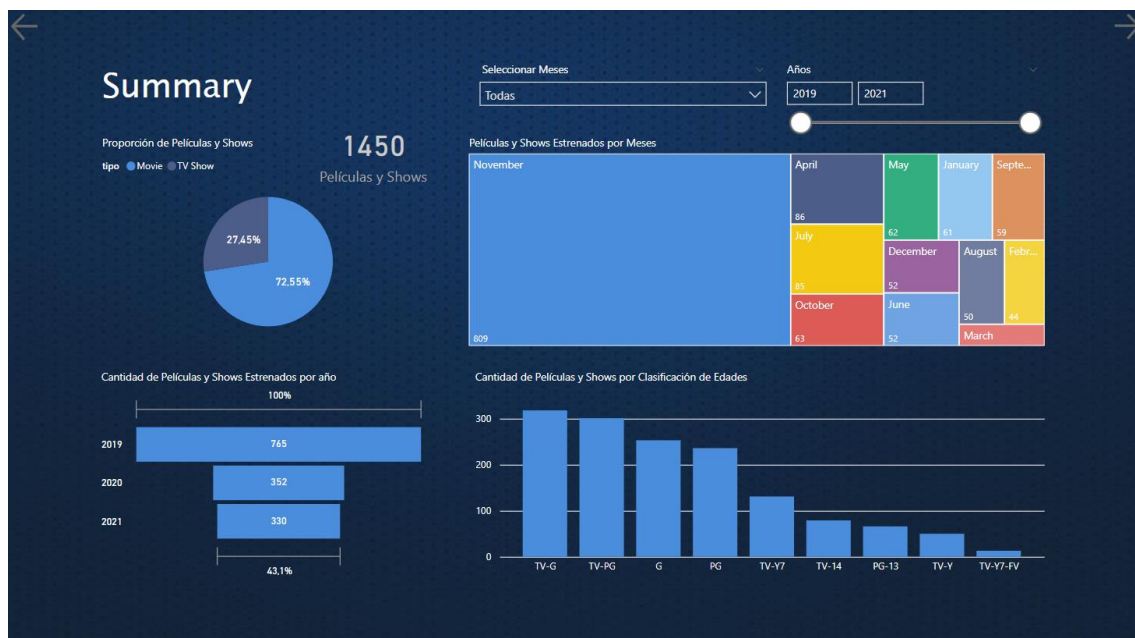 Summary
Seleccionar Meses
Todas
Años
2019 2021
Proporción de Películas y Shows
tipo Movie TV Show
1450
Películas y Shows
27,45%
72,55%
Películas y Shows Estrenados por Meses
November
809
April
86
July
85
October
63
May
62
January
61
Septe...
59
December
52
June
52
August
50
Febr...
44
March
Cantidad de Películas y Shows Estrenados por año
100%
2019 765
2020 352
2021 330
43,1%
Cantidad de Películas y Shows por Clasificación de Edades
300
200
100
0
TV-G TV-PG G PG TV-Y7 TV-14 PG-13 TV-Y TV-Y7-FV